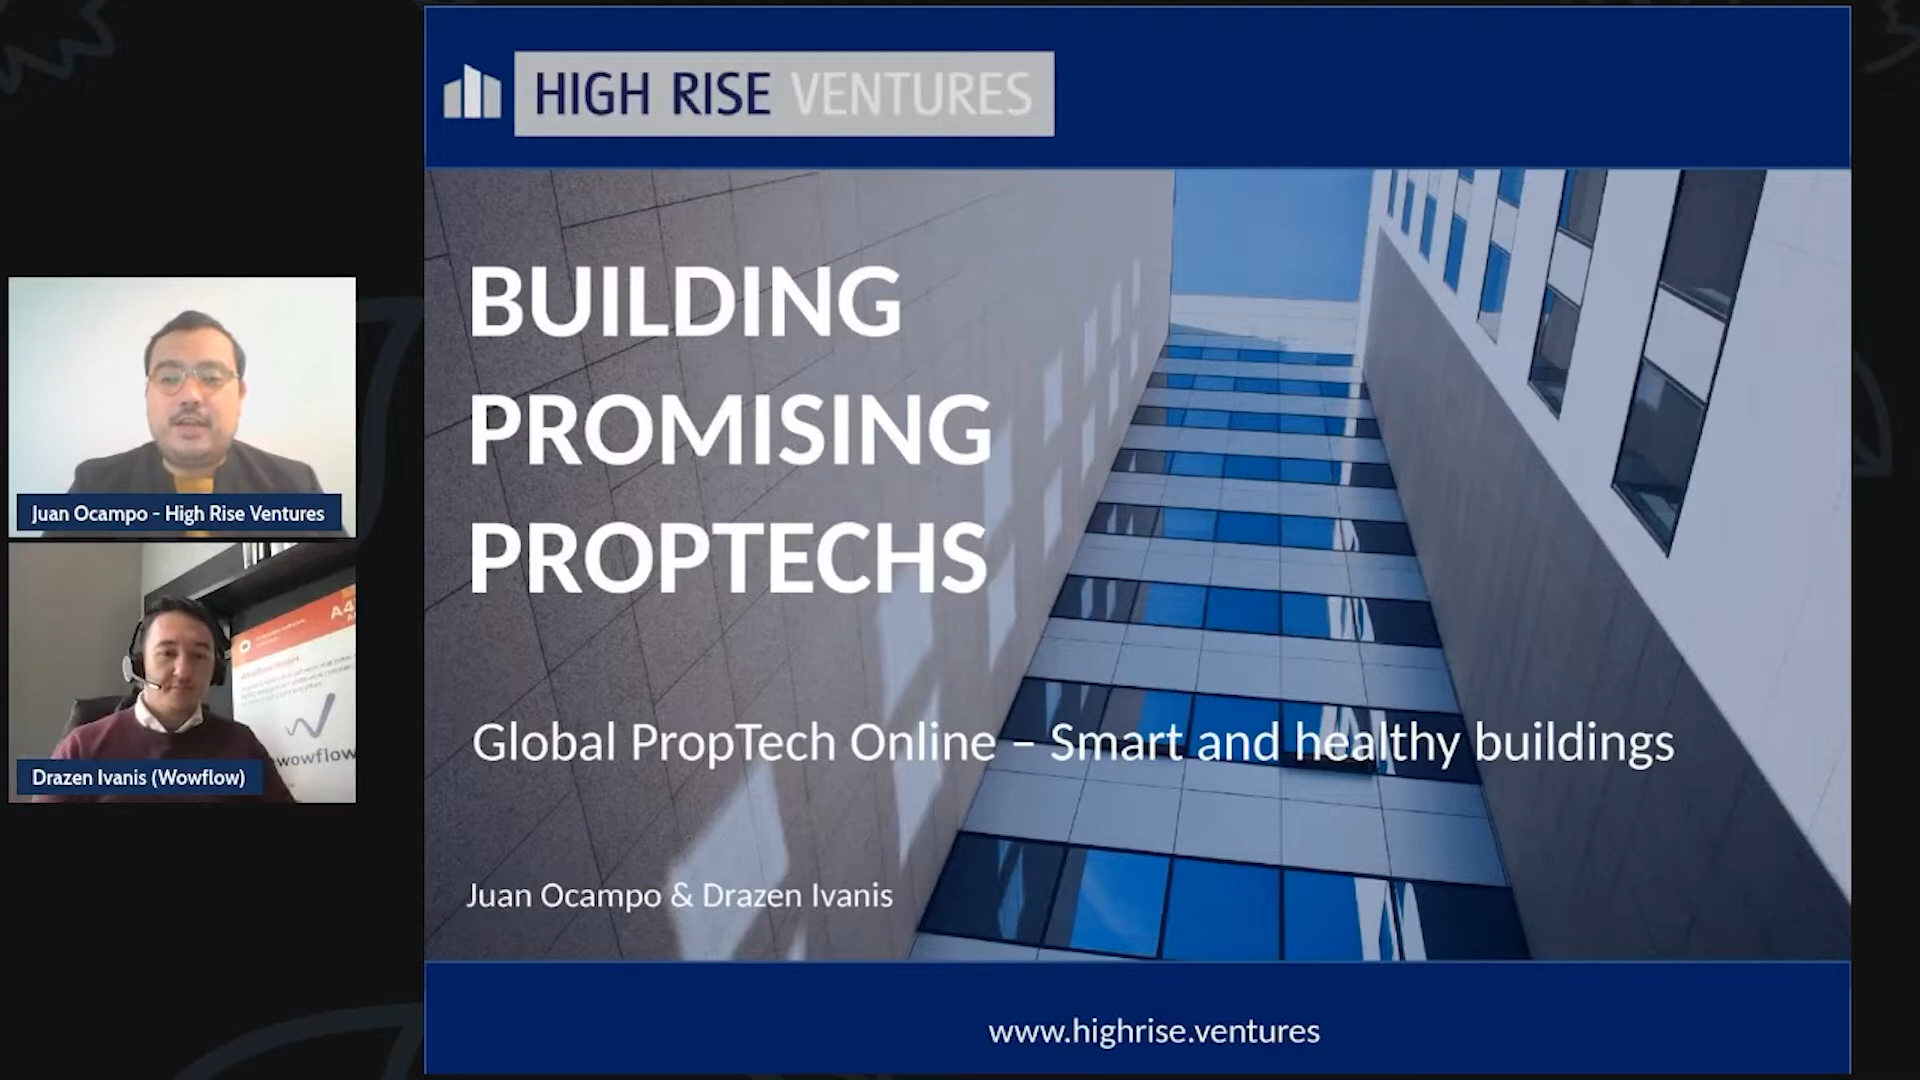 HIGH RISE VENTURES
BUILDING
PROMISING
PROPTECHS
Global PropTech Online – Smart and healthy buildings
Juan Ocampo & Drazen Ivanis
www.highrise.ventures
Juan Ocampo - High Rise Ventures
wowflow
Drazen Ivanis (Wowflow)